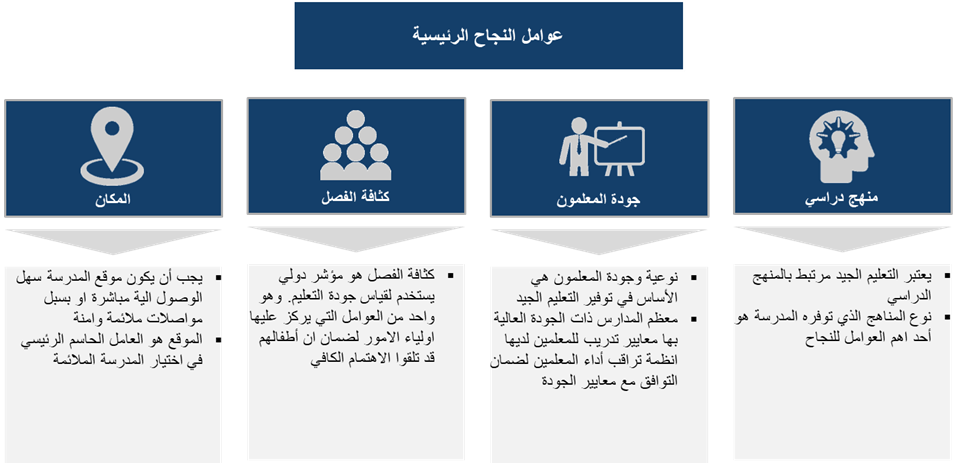 عوامل النجاح الرئيسية
منهج دراسي
يعتبر التعليم الجيد مرتبط بالمنهج
الدراسي
نوع المناهج الذي توفره المدرسة هو
أحد اهم العوامل للنجاح
جودة المعلمون
نوعية وجودة المعلمون هي
الأساس في توفير التعليم الجيد
معظم المدارس ذات الجودة العالية
بها معايير تدريب للمعلمين لديها
انظمة تراقب أداء المعلمين لضمان
التوافق مع معايير الجودة
كثافة الفصل
كثافة الفصل هو مؤشر دولي
يستخدم لقياس جودة التعليم. وهو
واحد من العوامل التي يركز عليها
اولياء الامور لضمان ان أطفالهم
قد تلقوا الاهتمام الكافي
المكان
يجب أن يكون موقع المدرسة سهل
الوصول الية مباشرة او بسبل
مواصلات ملائمة وامنة
الموقع هو العامل الحاسم الرئيسي
في اختيار المدرسة الملائمة